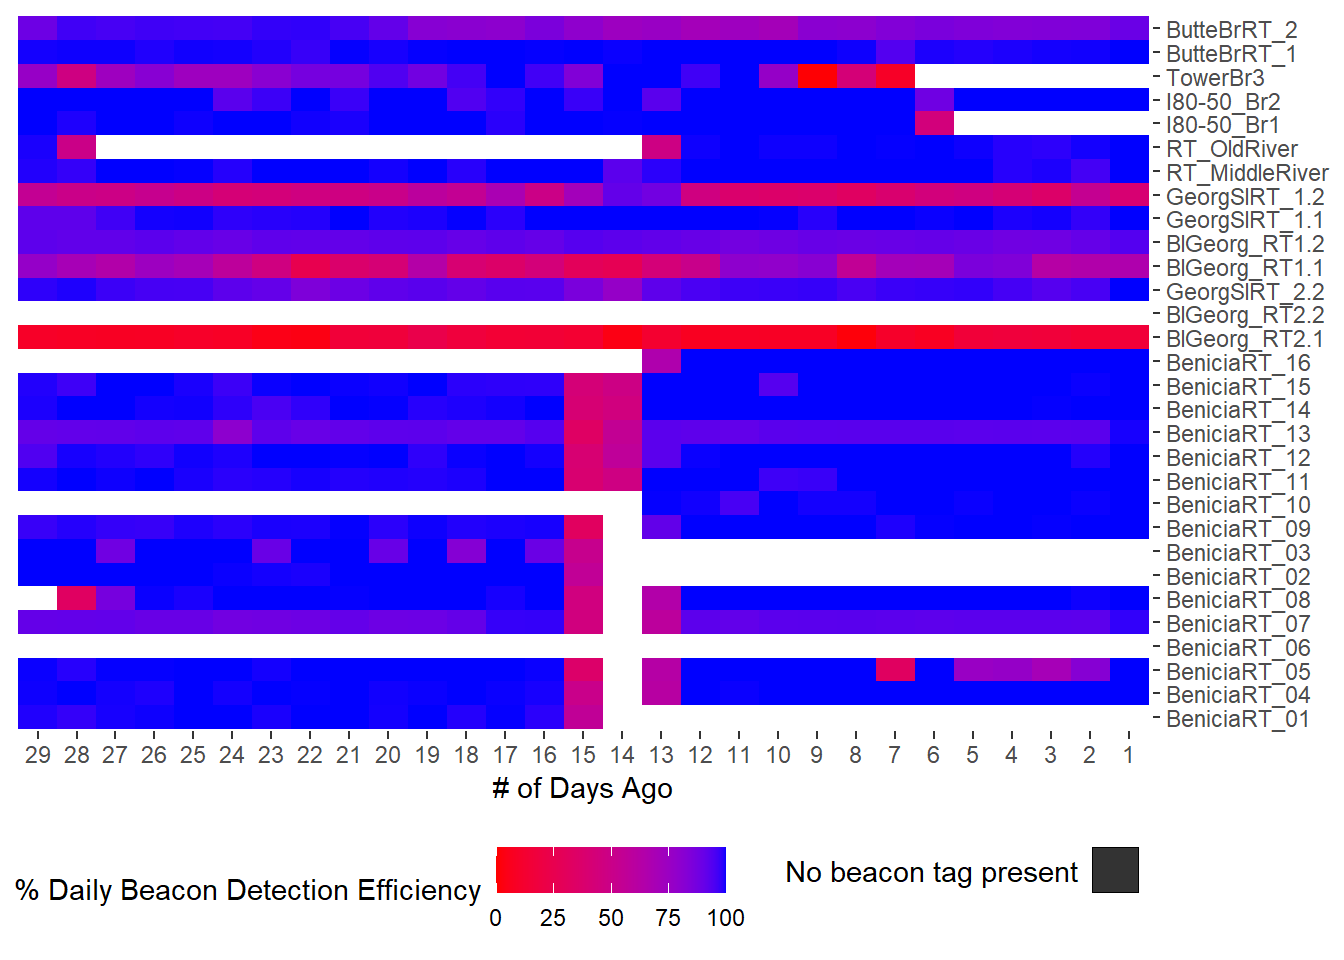 ButteBrRT_2
ButteBrRT_1
TowerBr3
I80-50_Br2
I80-50_Br1
RT_OldRiver
RT_MiddleRiver
GeorgSlRT_1.2
GeorgSlRT_1.1
BlGeorg_RT1.2
BlGeorg_RT1.1
GeorgSlRT_2.2
BlGeorg_RT2.2
BlGeorg_RT2.1
BeniciaRT_16
BeniciaRT_15
BeniciaRT_14
BeniciaRT_13
BeniciaRT_12
BeniciaRT_11
BeniciaRT_10
BeniciaRT_09
BeniciaRT_03
BeniciaRT_02
BeniciaRT_08
BeniciaRT_07
BeniciaRT_06
BeniciaRT_05
BeniciaRT_04
BeniciaRT_01
29 28 27 26 25 24 23 22 21 20 19 18 17 16 15 14 13 12 11 10 9 8 7 6 5 4 3 2 1
# of Days Ago
% Daily Beacon Detection Efficiency
0 25 50 75 100
No beacon tag present